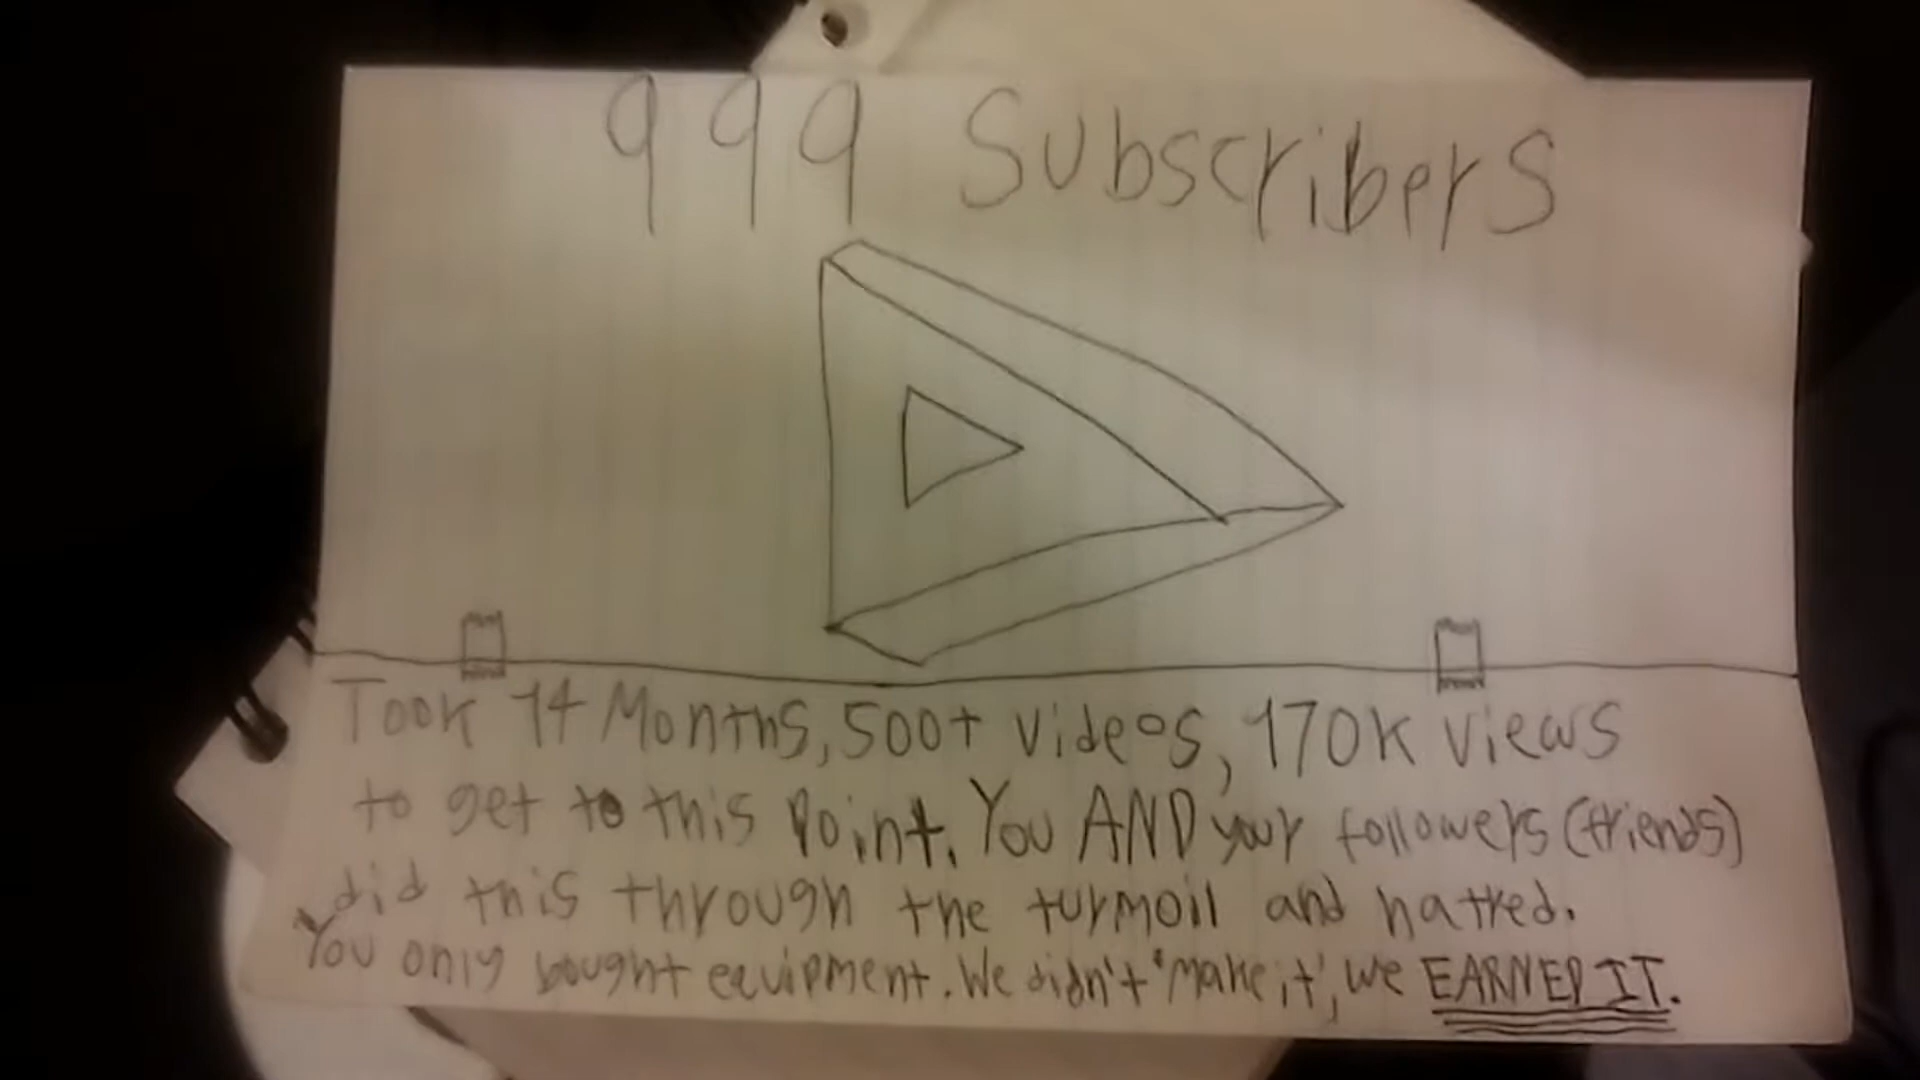 999 Subscribers
Took 14 Months, 500+ videos, 170K views
to get to this point. You AND your followers (friends)
did this through the turmoil and hatred.
You only bought equipment. We didn't 'make it', we EARNED IT.